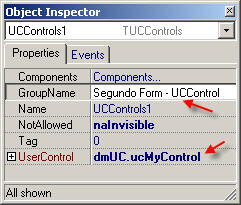 Object Inspector
UCControls1 TUCControls
Properties Events
Components Components...
GroupName Segundo Form - UCControl
Name UCControls1
NotAllowed naInvisible
Tag 0
UserControl dmUC.ucMyControl
All shown